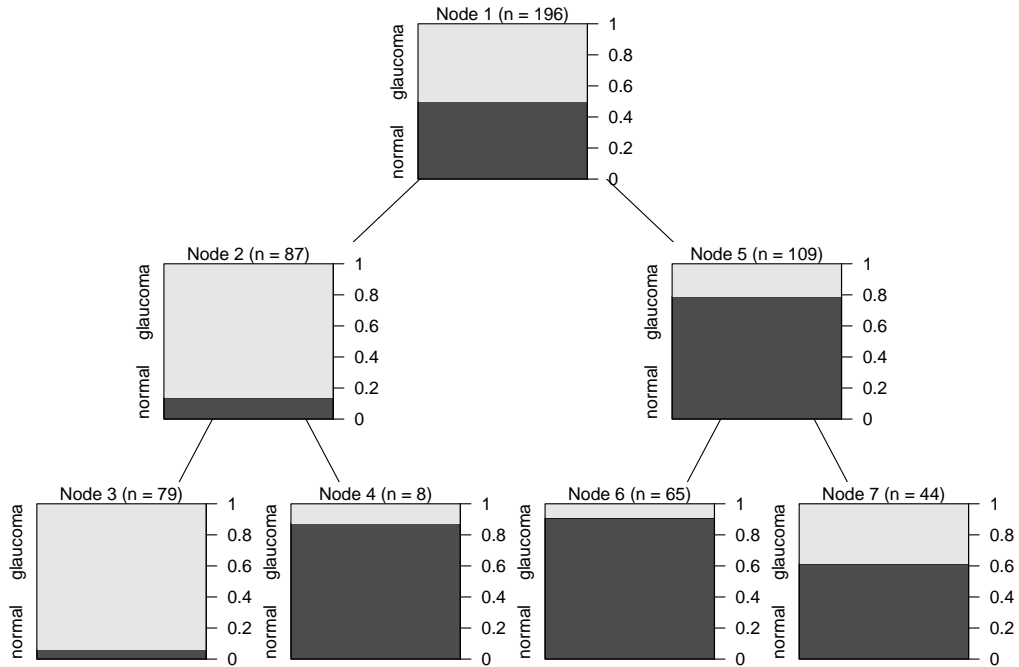 Node 1 (n = 196)
glaucoma
normal
1
0.8
0.6
0.4
0.2
0
Node 2 (n = 87)
glaucoma
normal
1
0.8
0.6
0.4
0.2
0
Node 5 (n = 109)
glaucoma
normal
1
0.8
0.6
0.4
0.2
0
Node 3 (n = 79)
glaucoma
normal
1
0.8
0.6
0.4
0.2
0
Node 4 (n = 8)
glaucoma
normal
1
0.8
0.6
0.4
0.2
0
Node 6 (n = 65)
glaucoma
normal
1
0.8
0.6
0.4
0.2
0
Node 7 (n = 44)
glaucoma
normal
1
0.8
0.6
0.4
0.2
0